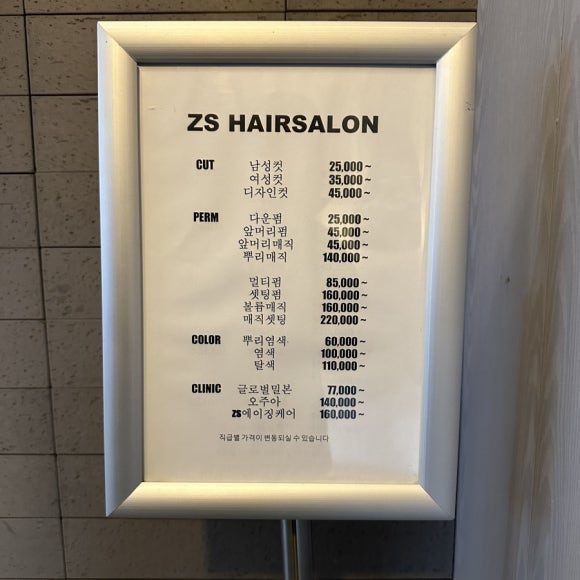 ZS HAIRSALON
CUT 남성컷 25,000 ~
여성컷 35,000 ~
디자인컷 45,000 ~
PERM 다운펌 25,000 ~
앞머리펌 45,000 ~
앞머리매직 45,000 ~
뿌리매직 140,000 ~
멀티펌 85,000 ~
셋팅펌 160,000 ~
볼륨매직 160,000 ~
매직셋팅 220,000 ~
COLOR 뿌리염색 60,000 ~
염색 100,000 ~
탈색 110,000 ~
CLINIC 글로벌밀본 77,000 ~
오주아 140,000 ~
ZS에이징케어 160,000 ~
직급별 가격이 변동되실 수 있습니다